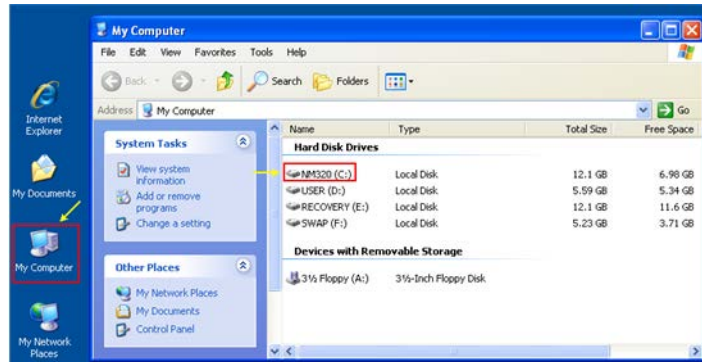 Internet
Explorer
My Documents
My Computer
My Network
Places
My Computer
File Edit View Favorites Tools Help
Back Search Folders
Address My Computer Go
System Tasks
View system
information
Add or remove
programs
Change a setting
Other Places
My Network Places
My Documents
Control Panel
Name Type Total Size Free Space
Hard Disk Drives
NM320 (C:) Local Disk 12.1 GB 6.98 GB
USER (D:) Local Disk 5.59 GB 5.34 GB
RECOVERY (E:) Local Disk 12.1 GB 11.6 GB
SWAP (F:) Local Disk 5.23 GB 3.71 GB
Devices with Removable Storage
3½ Floppy (A:) 3½-Inch Floppy Disk